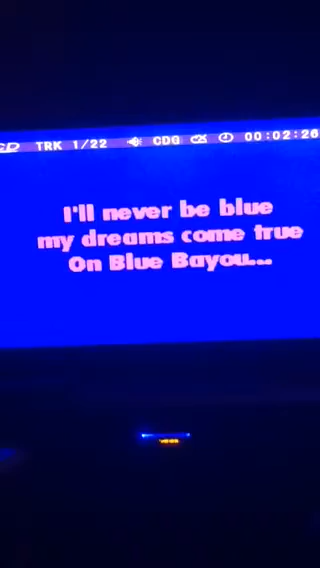 TRK 1/22 CDG 00:02:26
I'll never be blue
my dreams come true
On Blue Bayou...